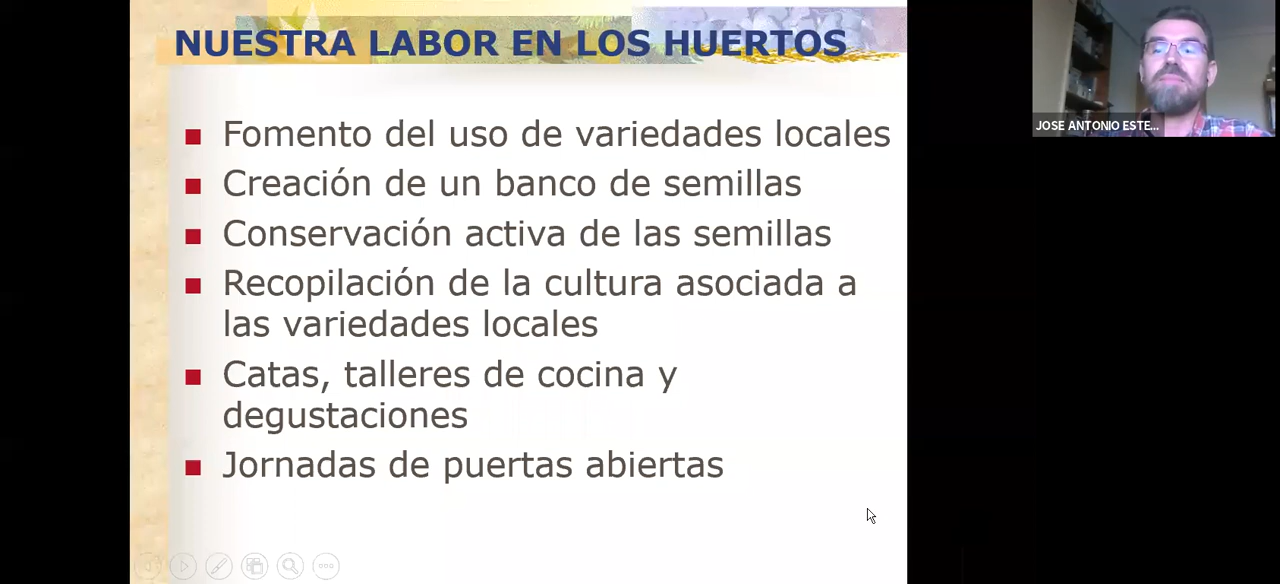 NUESTRA LABOR EN LOS HUERTOS
Fomento del uso de variedades locales
Creación de un banco de semillas
Conservación activa de las semillas
Recopilación de la cultura asociada a
las variedades locales
Catas, talleres de cocina y
degustaciones
Jornadas de puertas abiertas
JOSE ANTONIO ESTE...